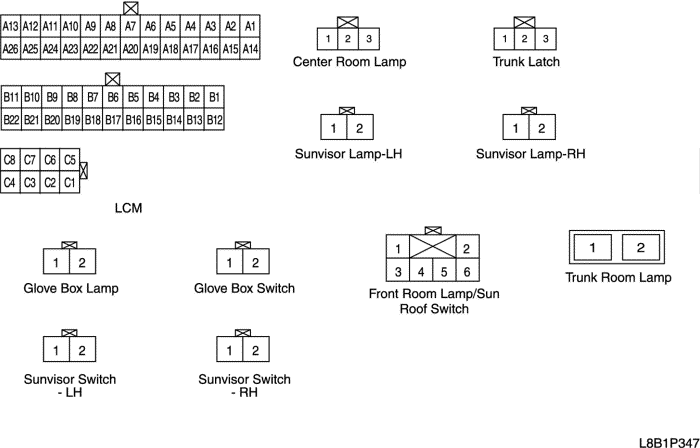 A13 A12 A11 A10 A9 A8 A7 A6 A5 A4 A3 A2 A1
A26 A25 A24 A23 A22 A21 A20 A19 A18 A17 A16 A15 A14
1 2 3
Center Room Lamp
1 2 3
Trunk Latch
B11 B10 B9 B8 B7 B6 B5 B4 B3 B2 B1
B22 B21 B20 B19 B18 B17 B16 B15 B14 B13 B12
1 2
Sunvisor Lamp-LH
1 2
Sunvisor Lamp-RH
C8 C7 C6 C5
C4 C3 C2 C1
LCM
1 2
Glove Box Lamp
1 2
Glove Box Switch
1 2
3 4 5 6
Front Room Lamp/Sun
Roof Switch
1 2
Trunk Room Lamp
1 2
Sunvisor Switch
- LH
1 2
Sunvisor Switch
- RH
L8B1P347